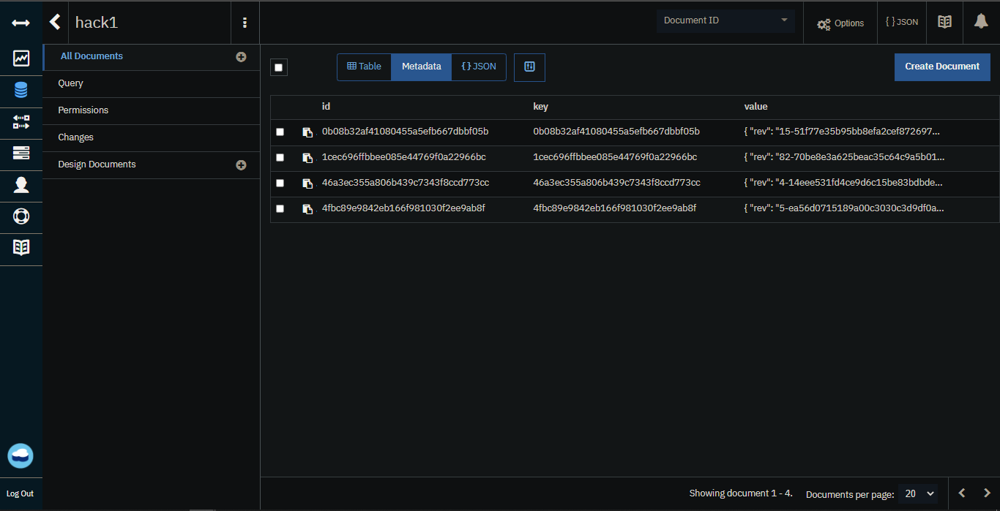 hack1
Document ID
Options
{ } JSON
All Documents
Query
Permissions
Changes
Design Documents
Table
Metadata
{ } JSON
Create Document
id key value
0b08b32af41080455a5efb667dbbf05b 0b08b32af41080455a5efb667dbbf05b { "rev": "15-51f77e35b95bb8efa2cef872697...
1cec696ffbbee085e44769f0a22966bc 1cec696ffbbee085e44769f0a22966bc { "rev": "82-70be8e3a625beac35c64c9a5b01...
46a3ec355a806b439c7343f8ccd773cc 46a3ec355a806b439c7343f8ccd773cc { "rev": "4-14eee531fd4ce9d6c15be83bdbde...
4fbc89e9842eb166f981030f2ee9ab8f 4fbc89e9842eb166f981030f2ee9ab8f { "rev": "5-ea56d0715189a00c3030c3d9df0a...
Log Out
Showing document 1 - 4.
Documents per page: 20